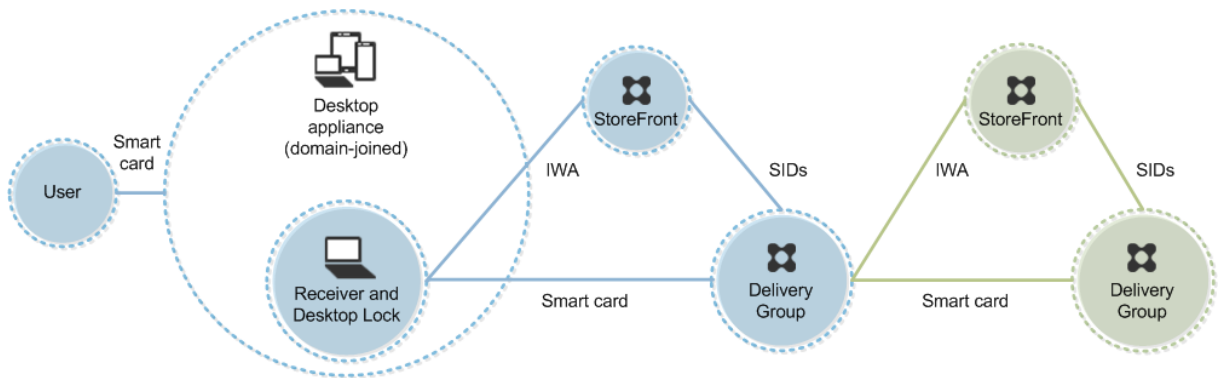 User
Smart
card
Desktop
appliance
(domain-joined)
Receiver and
Desktop Lock
IWA
StoreFront
SIDs
Smart card
Delivery
Group
IWA
StoreFront
SIDs
Smart card
Delivery
Group